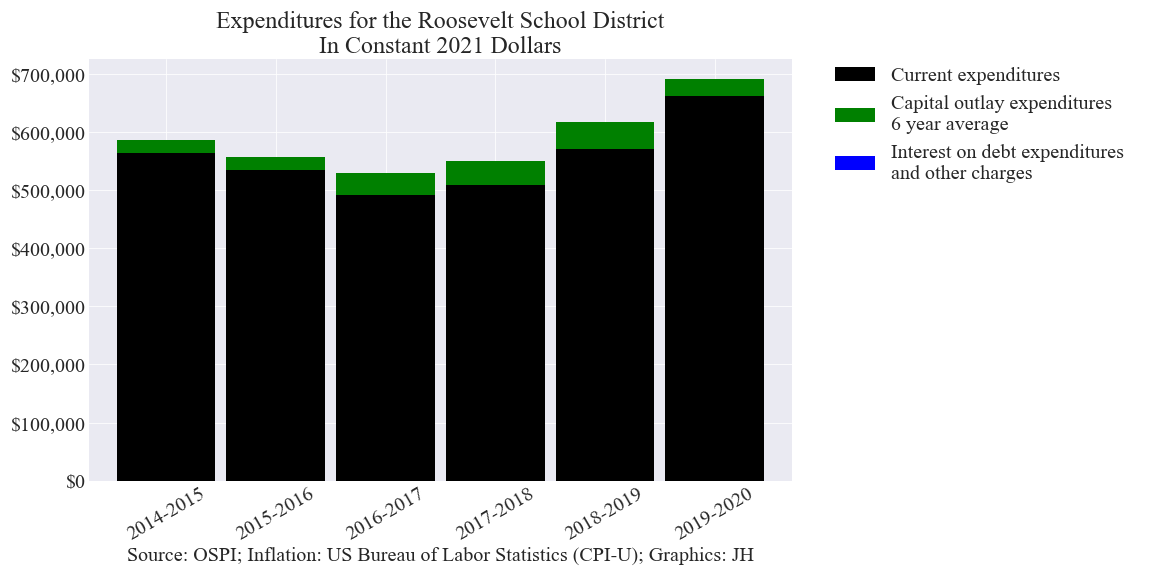 Expenditures for the Roosevelt School District
In Constant 2021 Dollars
$700,000
$600,000
$500,000
$400,000
$300,000
$200,000
$100,000
$0
2014-2015
2015-2016
2016-2017
2017-2018
2018-2019
2019-2020
Source: OSPI; Inflation: US Bureau of Labor Statistics (CPI-U); Graphics: JH
Current expenditures
Capital outlay expenditures
6 year average
Interest on debt expenditures
and other charges